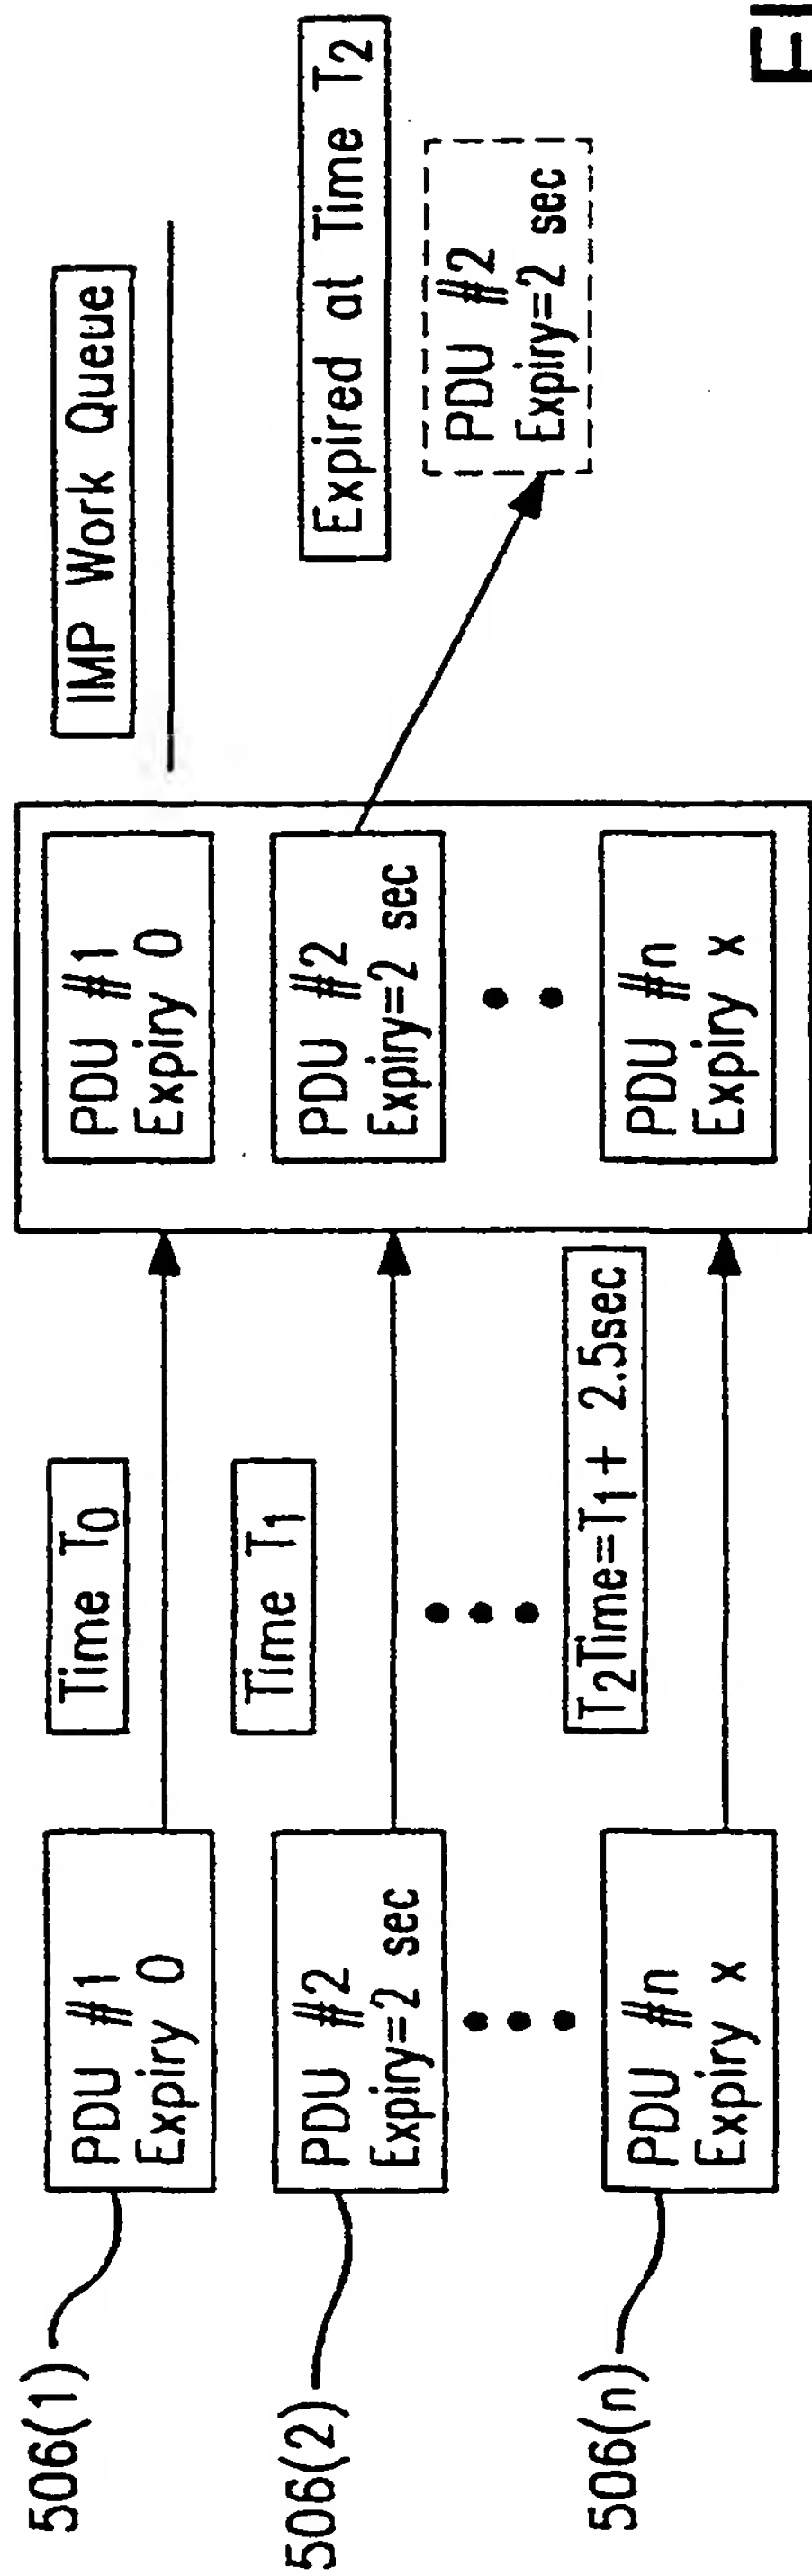 506(1)
PDU #1
Expiry 0
Time T0
PDU #1
Expiry 0
IMP Work Queue
506(2)
PDU #2
Expiry=2 sec
Time T1
PDU #2
Expiry=2 sec
Expired at Time T2
PDU #2
Expiry=2 sec
506(n)
PDU #n
Expiry x
T2Time=T1+ 2.5sec
PDU #n
Expiry x